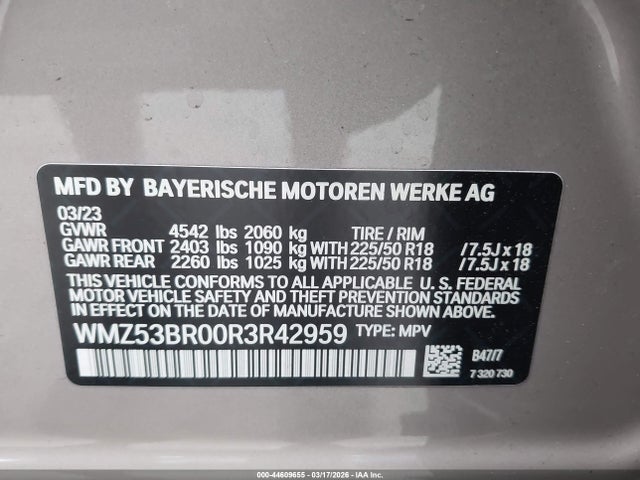 MFD BY BAYERISCHE MOTOREN WERKE AG
03/23
GVWR 4542 lbs 2060 kg TIRE / RIM
GAWR FRONT 2403 lbs 1090 kg WITH 225/50 R18 / 7.5J x 18
GAWR REAR 2260 lbs 1025 kg WITH 225/50 R18 / 7.5J x 18
THIS VEHICLE CONFORMS TO ALL APPLICABLE U. S. FEDERAL
MOTOR VEHICLE SAFETY AND THEFT PREVENTION STANDARDS
IN EFFECT ON THE DATE OF MANUFACTURE SHOWN ABOVE.
WMZ53BR00R3R42959 TYPE: MPV
B47/7
7 320 730
000-44609655 | 03/17/2026 | IAA Inc.